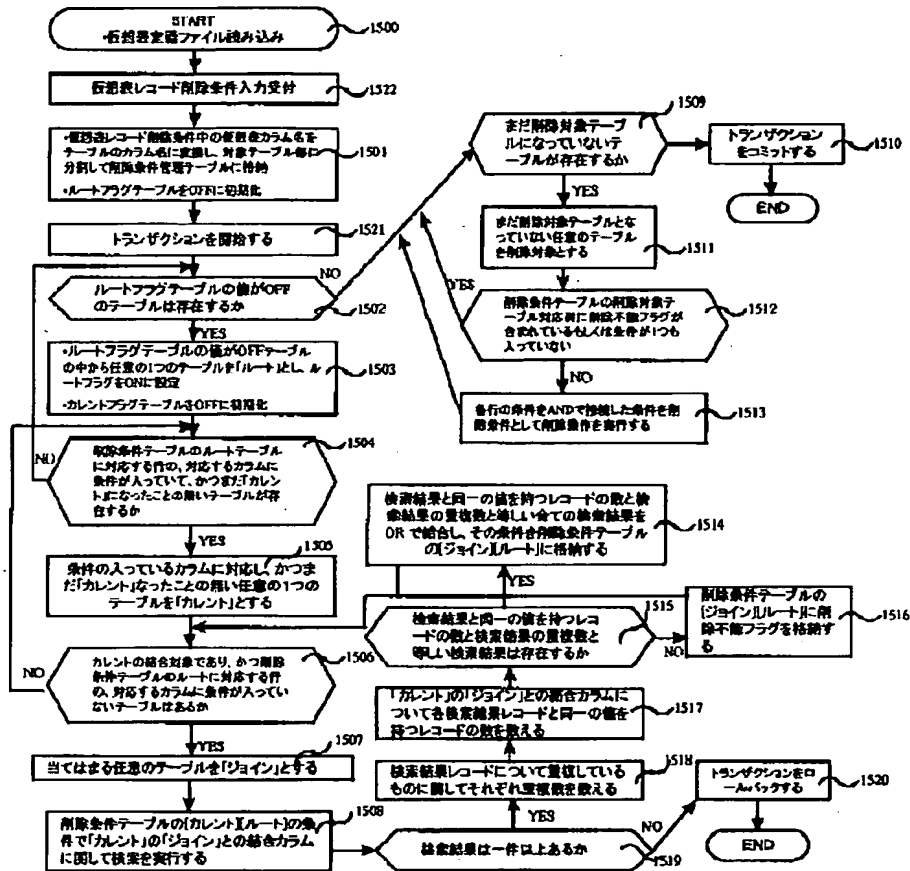 START
・仮想表定義ファイル読み込み
1500
仮想表レコード削除条件入力受付
1522
・仮想表レコード削除条件中の仮想表カラム名を
テーブルのカラム名に変換し、対象テーブル毎に
分割して削除条件管理テーブルに格納
・ルートフラグテーブルをOFFに初期化
1501
トランザクションを開始する
1521
ルートフラグテーブルの値がOFF
のテーブルは存在するか
1502
NO
YES
・ルートフラグテーブルの値がOFFテーブル
の中から任意の1つのテーブルを「ルート」とし、ル
ートフラグをONに設定
・カレントフラグテーブルをOFFに初期化
1503
削除条件テーブルのルートテーブル
に対応する件の、対応するカラムに
条件が入っていて、かつまだ「カレン
ト」になったことの無いテーブルが存
在するか
1504
NO
YES
条件の入っているカラムに対応し、かつま
だ「カレント」なったことの無い任意の1つの
テーブルを「カレント」とする
1505
カレントの結合対象であり、かつ削除
条件テーブルのルートに対応する行
の、対応するカラムに条件が入ってい
ないテーブルはあるか
1506
NO
YES
当てはまる任意のテーブルを「ジョイン」とする
1507
削除条件テーブルの[カレント][ルート]の条
件で「カレント」の「ジョイン」との結合カラム
に関して検索を実行する
1508
まだ削除対象テーブ
ルになっていないテ
ーブルが存在するか
1509
トランザクション
をコミットする
1510
END
YES
まだ削除対象テーブルとな
っていない任意のテーブル
を削除対象とする
1511
YES
削除条件テーブルの削除対象テ
ーブル対応列に削除不能フラグが
含まれているもしくは条件が1つも
入っていない
1512
NO
各行の条件をANDで接続した条件を削
除条件として削除操作を実行する
1513
検索結果と同一の値を持つレコードの数と検
索結果の重複数と等しい全ての検索結果を
ORで結合し、その条件を削除条件テーブル
の[ジョイン][ルート]に格納する
1514
YES
検索結果と同一の値を持つレコ
ードの数と検索結果の重複数と
等しい検索結果は存在するか
1515
NO
削除条件テーブルの
[ジョイン][ルート]に削
除不能フラグを格納す
る
1516
「カレント」の「ジョイン」との結合カラムに
ついて各検索結果レコードと同一の値を
持つレコードの数を数える
1517
検索結果レコードについて重複している
ものに関してそれぞれ重複数を数える
1518
YES
検索結果は一件以上あるか
1519
NO
トランザクションをロ
ールバックする
1520
END